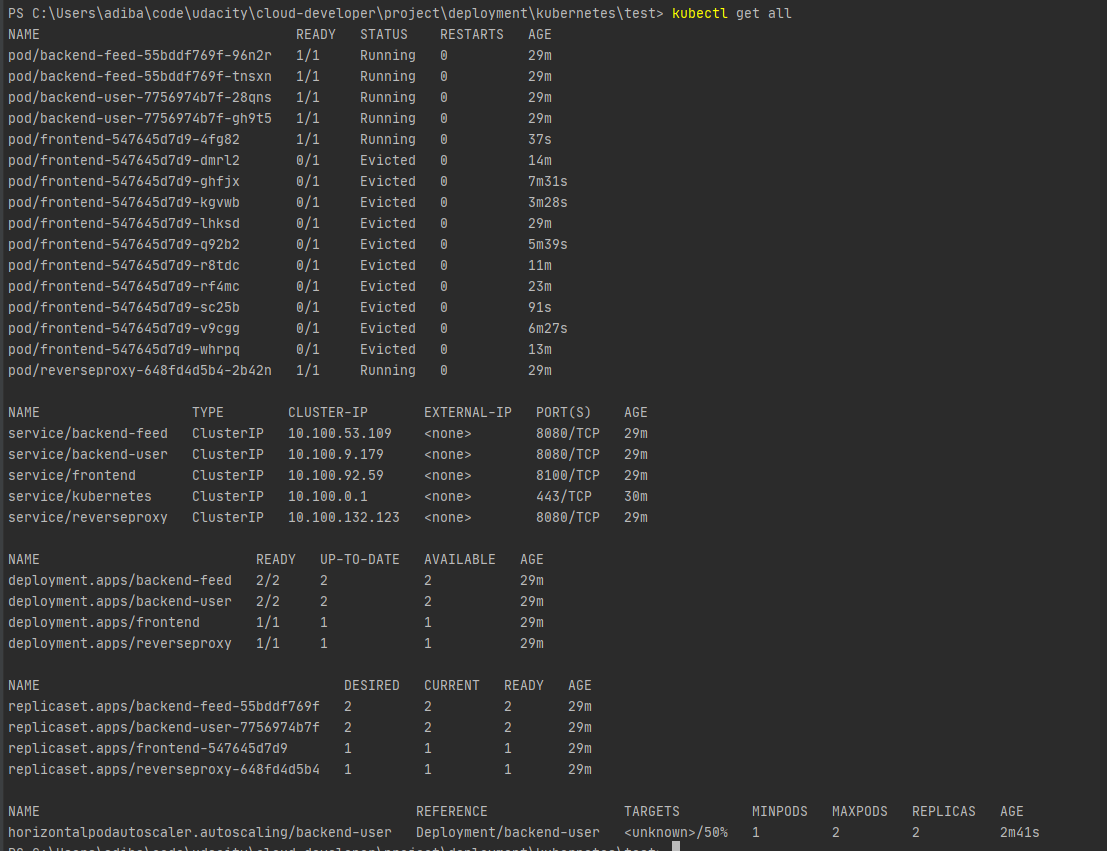 PS C:\Users\adiba\code\udacity\cloud-developer\project\deployment\kubernetes\test> kubectl get all
NAME READY STATUS RESTARTS AGE
pod/backend-feed-55bddf769f-96n2r 1/1 Running 0 29m
pod/backend-feed-55bddf769f-tnsxn 1/1 Running 0 29m
pod/backend-user-7756974b7f-28qns 1/1 Running 0 29m
pod/backend-user-7756974b7f-gh9t5 1/1 Running 0 29m
pod/frontend-547645d7d9-4fg82 1/1 Running 0 37s
pod/frontend-547645d7d9-dmrl2 0/1 Evicted 0 14m
pod/frontend-547645d7d9-ghfjx 0/1 Evicted 0 7m31s
pod/frontend-547645d7d9-kgvwb 0/1 Evicted 0 3m28s
pod/frontend-547645d7d9-lhksd 0/1 Evicted 0 29m
pod/frontend-547645d7d9-q92b2 0/1 Evicted 0 5m39s
pod/frontend-547645d7d9-r8tdc 0/1 Evicted 0 11m
pod/frontend-547645d7d9-rf4mc 0/1 Evicted 0 23m
pod/frontend-547645d7d9-sc25b 0/1 Evicted 0 91s
pod/frontend-547645d7d9-v9cgg 0/1 Evicted 0 6m27s
pod/frontend-547645d7d9-whrpq 0/1 Evicted 0 13m
pod/reverseproxy-648fd4d5b4-2b42n 1/1 Running 0 29m
NAME TYPE CLUSTER-IP EXTERNAL-IP PORT(S) AGE
service/backend-feed ClusterIP 10.100.53.109 <none> 8080/TCP 29m
service/backend-user ClusterIP 10.100.9.179 <none> 8080/TCP 29m
service/frontend ClusterIP 10.100.92.59 <none> 8100/TCP 29m
service/kubernetes ClusterIP 10.100.0.1 <none> 443/TCP 30m
service/reverseproxy ClusterIP 10.100.132.123 <none> 8080/TCP 29m
NAME READY UP-TO-DATE AVAILABLE AGE
deployment.apps/backend-feed 2/2 2 2 29m
deployment.apps/backend-user 2/2 2 2 29m
deployment.apps/frontend 1/1 1 1 29m
deployment.apps/reverseproxy 1/1 1 1 29m
NAME DESIRED CURRENT READY AGE
replicaset.apps/backend-feed-55bddf769f 2 2 2 29m
replicaset.apps/backend-user-7756974b7f 2 2 2 29m
replicaset.apps/frontend-547645d7d9 1 1 1 29m
replicaset.apps/reverseproxy-648fd4d5b4 1 1 1 29m
NAME REFERENCE TARGETS MINPODS MAXPODS REPLICAS AGE
horizontalpodautoscaler.autoscaling/backend-user Deployment/backend-user <unknown>/50% 1 2 2 2m41s